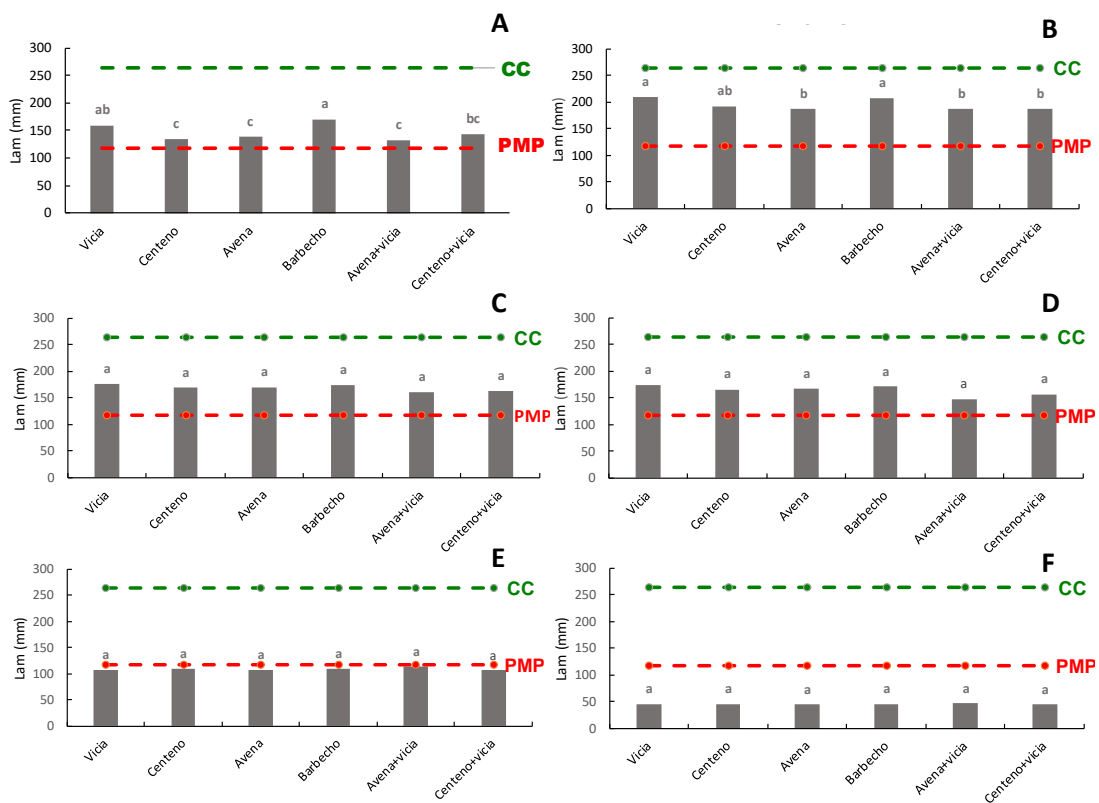 A
300
250
200
150
100
50
0
Lam (mm)
CC
PMP
ab
c
c
a
c
bc
Vicia
Centeno
Avena
Barbecho
Avena+vicia
Centeno+vicia
B
300
250
200
150
100
50
0
Lam (mm)
CC
PMP
a
ab
b
a
b
b
Vicia
Centeno
Avena
Barbecho
Avena+vicia
Centeno+vicia
C
300
250
200
150
100
50
0
Lam (mm)
CC
PMP
a
a
a
a
a
a
Vicia
Centeno
Avena
Barbecho
Avena+vicia
Centeno+vicia
D
300
250
200
150
100
50
0
Lam (mm)
CC
PMP
a
a
a
a
a
a
Vicia
Centeno
Avena
Barbecho
Avena+vicia
Centeno+vicia
E
300
250
200
150
100
50
0
Lam (mm)
CC
PMP
a
a
a
a
a
a
Vicia
Centeno
Avena
Barbecho
Avena+vicia
Centeno+vicia
F
300
250
200
150
100
50
0
Lam (mm)
CC
PMP
a
a
a
a
a
a
Vicia
Centeno
Avena
Barbecho
Avena+vicia
Centeno+vicia